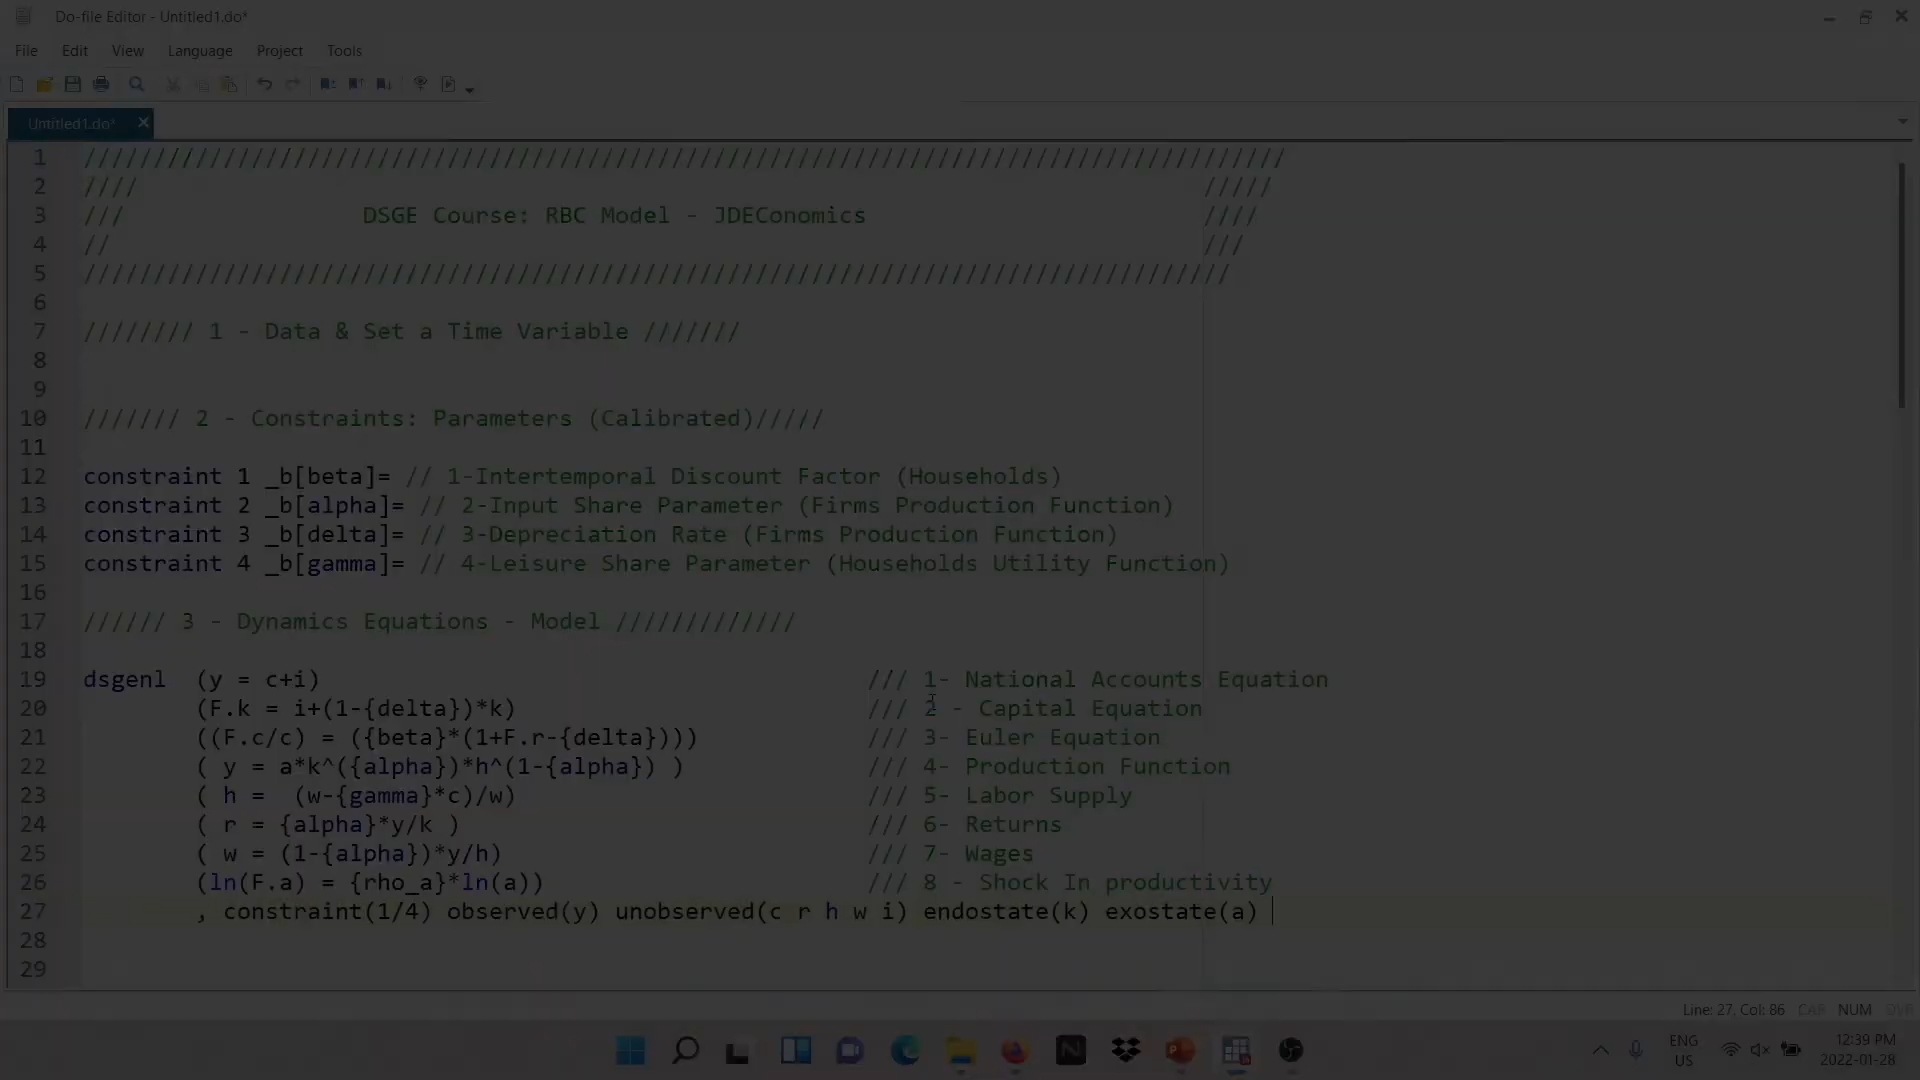 Do-file Editor - Untitled1.do*
File Edit View Language Project Tools
Untitled1.do*
1 //////////////////////////////////////////////////////////////////////////////////////
2 //// /////
3 /// DSGE Course: RBC Model - JDEConomics ////
4 // ///
5 //////////////////////////////////////////////////////////////////////////////////
6
7 //////// 1 - Data & Set a Time Variable ///////
8
9
10 /////// 2 - Constraints: Parameters (Calibrated)/////
11
12 constraint 1 _b[beta]= // 1-Intertemporal Discount Factor (Households)
13 constraint 2 _b[alpha]= // 2-Input Share Parameter (Firms Production Function)
14 constraint 3 _b[delta]= // 3-Depreciation Rate (Firms Production Function)
15 constraint 4 _b[gamma]= // 4-Leisure Share Parameter (Households Utility Function)
16
17 ////// 3 - Dynamics Equations - Model /////////////
18
19 dsgenl (y = c+i) /// 1- National Accounts Equation
20 (F.k = i+(1-{delta})*k) /// 2 - Capital Equation
21 ((F.c/c) = ({beta}*(1+F.r-{delta}))) /// 3- Euler Equation
22 ( y = a*k^({alpha})*h^(1-{alpha}) ) /// 4- Production Function
23 ( h = (w-{gamma}*c)/w) /// 5- Labor Supply
24 ( r = {alpha}*y/k ) /// 6- Returns
25 ( w = (1-{alpha})*y/h) /// 7- Wages
26 (ln(F.a) = {rho_a}*ln(a)) /// 8 - Shock In productivity
27 , constraint(1/4) observed(y) unobserved(c r h w i) endostate(k) exostate(a)
28
29
Line: 27, Col: 86 CAP NUM OVR
ENG
US
12:39 PM
2022-01-28